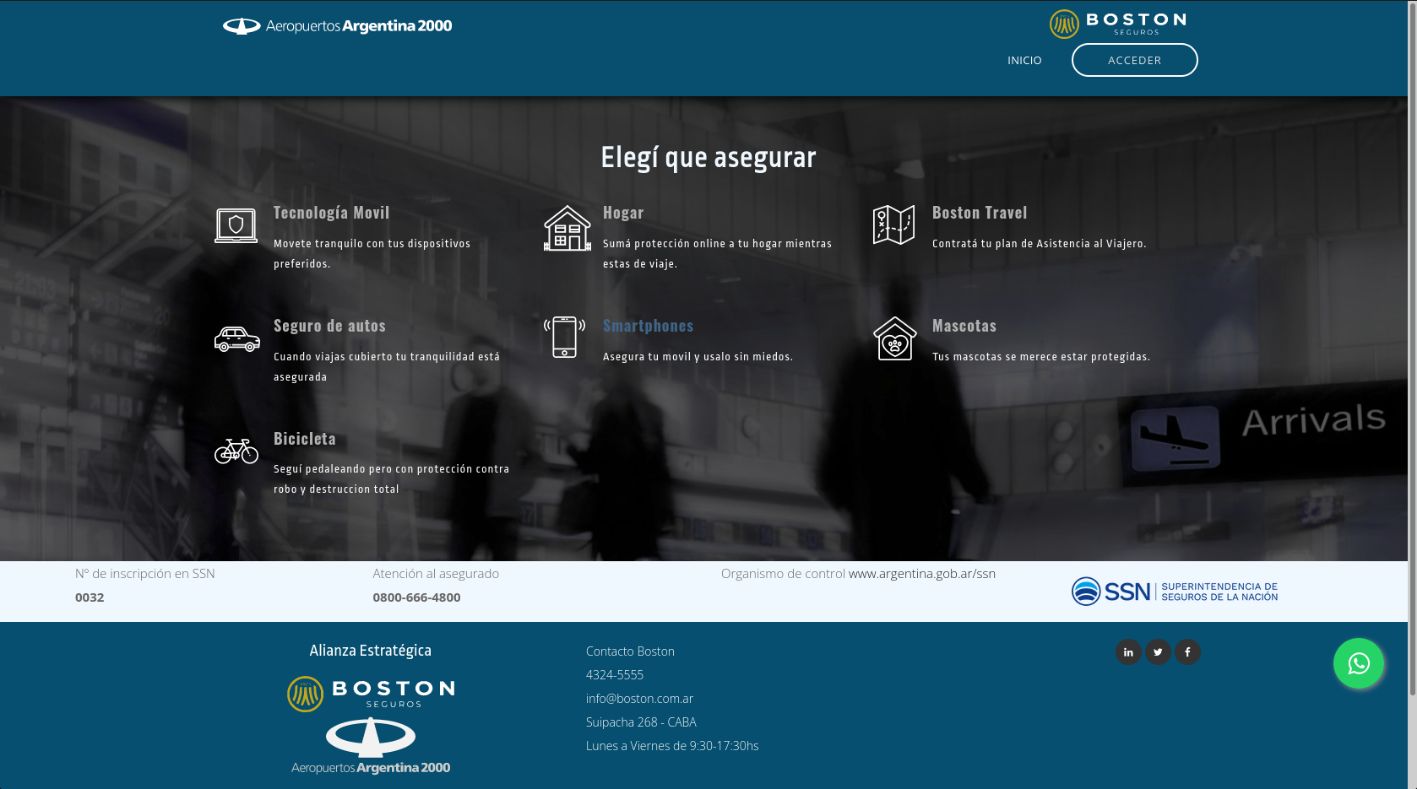 Aeropuertos Argentina 2000
BOSTON
SEGUROS
INICIO
ACCEDER
Elegí que asegurar
Tecnología Movil
Movete tranquilo con tus dispositivos
preferidos.
Hogar
Sumá protección online a tu hogar mientras
estas de viaje.
Boston Travel
Contratá tu plan de Asistencia al Viajero.
Seguro de autos
Cuando viajas cubierto tu tranquilidad está
asegurada
Smartphones
Asegura tu movil y usalo sin miedos.
Mascotas
Tus mascotas se merece estar protegidas.
Arrivals
Bicicleta
Seguí pedaleando pero con protección contra
robo y destruccion total
Nº de inscripción en SSN
0032
Atención al asegurado
0800-666-4800
Organismo de control www.argentina.gob.ar/ssn
SSN
SUPERINTENDENCIA DE
SEGUROS DE LA NACIÓN
Alianza Estratégica
BOSTON
SEGUROS
Aeropuertos Argentina 2000
Contacto Boston
4324-5555
info@boston.com.ar
Suipacha 268 - CABA
Lunes a Viernes de 9:30-17:30hs